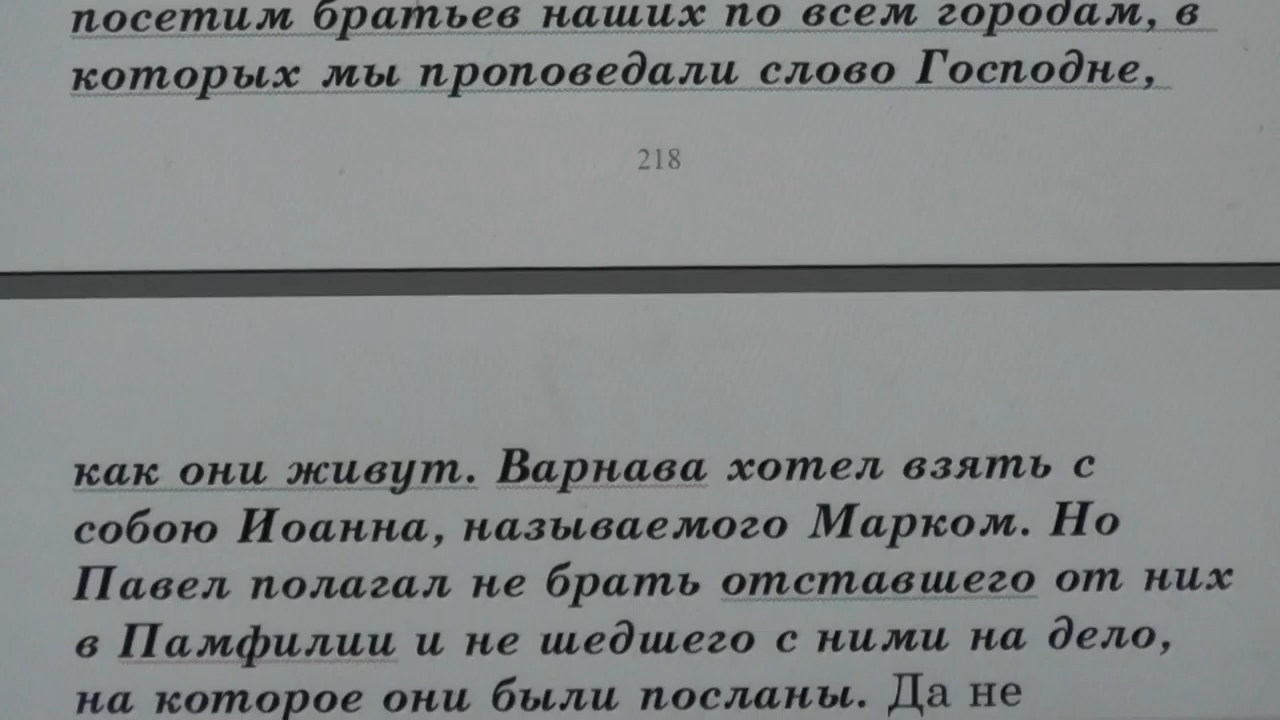 посетим братьев наших по всем городам, в
которых мы проповедали слово Господне,
218
как они живут. Варнава хотел взять с
собою Иоанна, называемого Марком. Но
Павел полагал не брать отставшего от них
в Памфилии и не шедшего с ними на дело,
на которое они были посланы. Да не